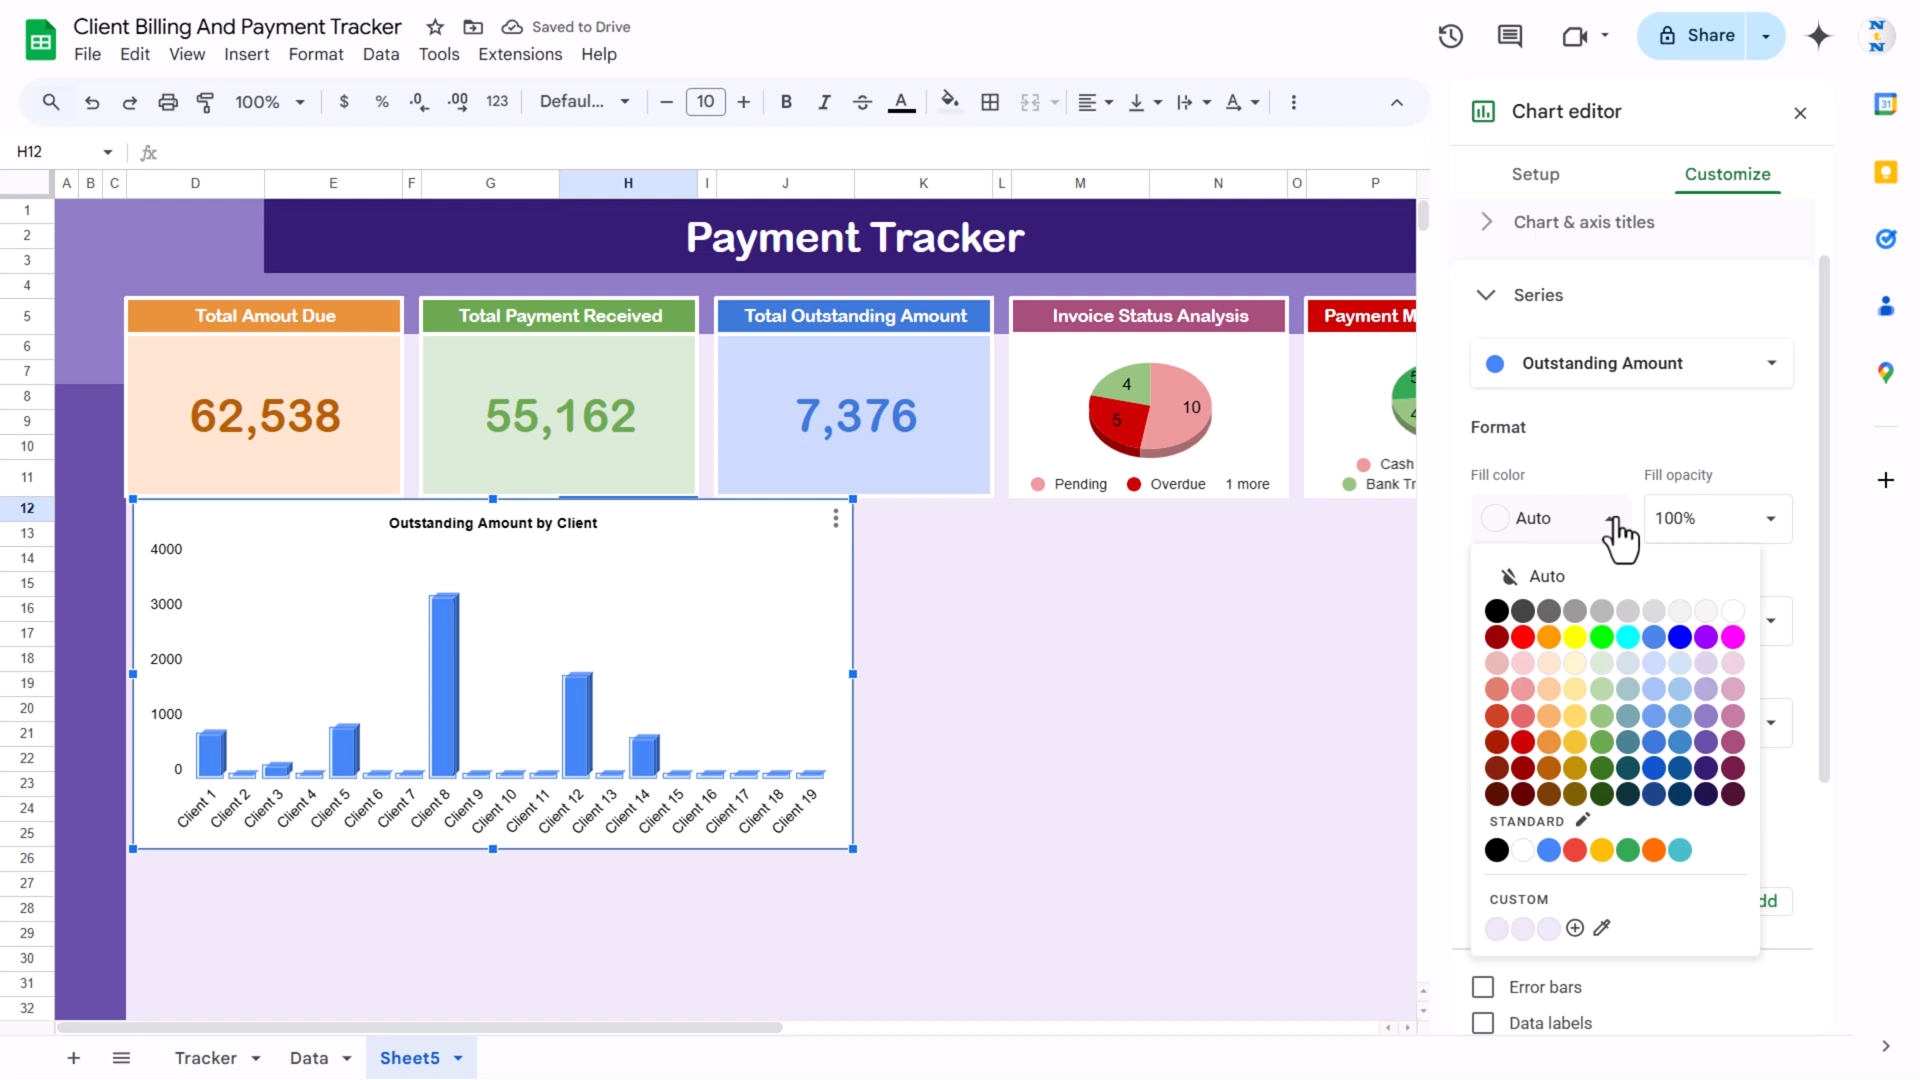 Client Billing And Payment Tracker
Saved to Drive
File Edit View Insert Format Data Tools Extensions Help
Share
100% $ % .0 .00 123 Defaul... 10 B I S A
H12
fx
Chart editor
Setup Customize
Chart & axis titles
Series
Outstanding Amount
Format
Fill color Fill opacity
Auto 100%
Auto
STANDARD
CUSTOM
dd
Error bars
Data labels
A B C D E F G H I J K L M N O P
1
2
3
4
5
6
7
8
9
10
11
12
13
14
15
16
17
18
19
20
21
22
23
24
25
26
27
28
29
30
31
32
Payment Tracker
Total Amout Due
62,538
Total Payment Received
55,162
Total Outstanding Amount
7,376
Invoice Status Analysis
4
10
5
Pending Overdue 1 more
Payment M
5
4
Cash
Bank Tr
Outstanding Amount by Client
4000
3000
2000
1000
0
Client 1 Client 2 Client 3 Client 4 Client 5 Client 6 Client 7 Client 8 Client 9 Client 10 Client 11 Client 12 Client 13 Client 14 Client 15 Client 16 Client 17 Client 18 Client 19
Tracker Data Sheet5
31
N
t
N